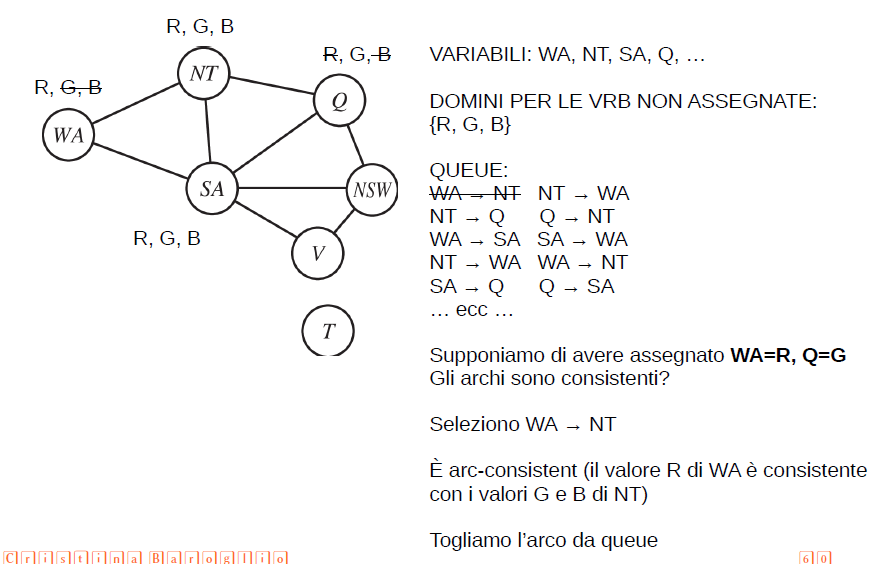 R, G, B
R, G, B
R, G, B
NT
Q
WA
SA
NSW
R, G, B
V
T
VARIABILI: WA, NT, SA, Q, …
DOMINI PER LE VRB NON ASSEGNATE:
{R, G, B}
QUEUE:
WA → NT NT → WA
NT → Q Q → NT
WA → SA SA → WA
NT → WA WA → NT
SA → Q Q → SA
… ecc …
Supponiamo di avere assegnato WA=R, Q=G
Gli archi sono consistenti?
Seleziono WA → NT
È arc-consistent (il valore R di WA è consistente
con i valori G e B di NT)
Togliamo l’arco da queue
Cristina Baroglio
60